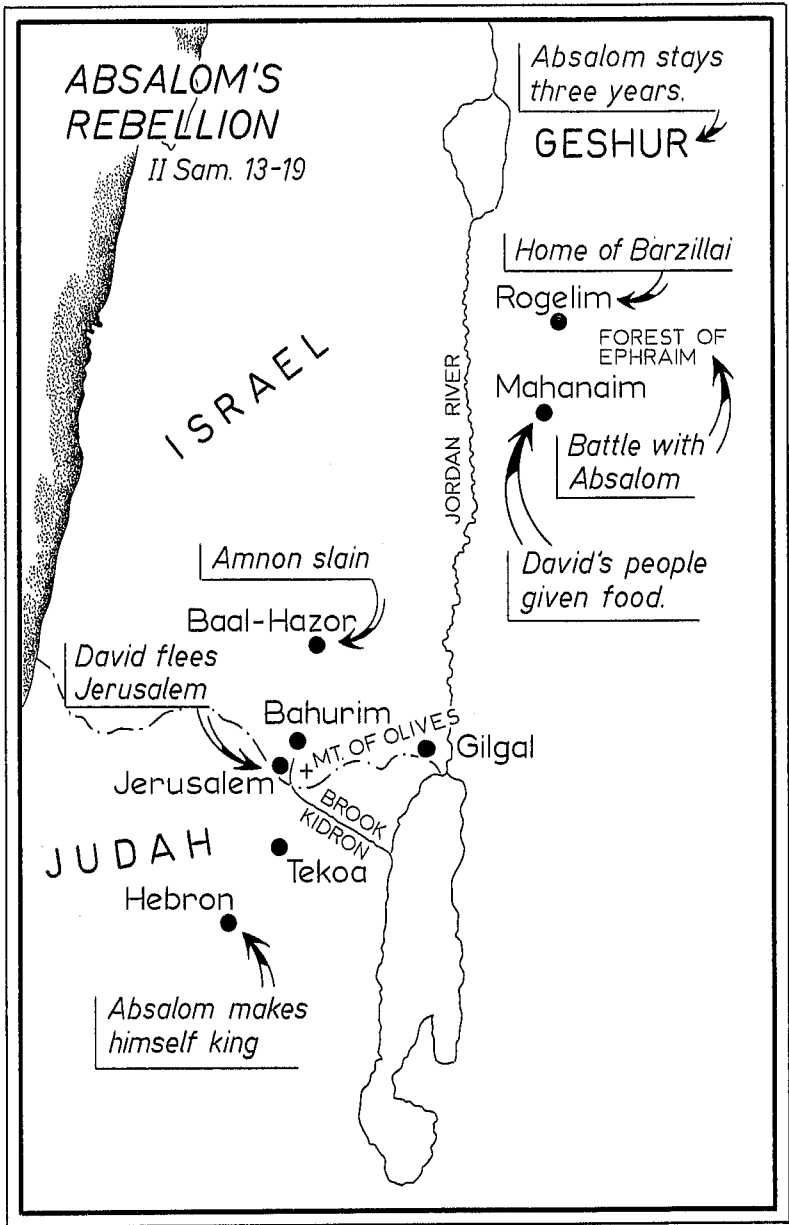 ABSALOM'S
REBELLION
II Sam. 13-19
Absalom stays
three years.
GESHUR
Home of Barzillai
Rogelim
FOREST OF
EPHRAIM
ISRAEL
JORDAN RIVER
Mahanaim
Battle with
Absalom
David's people
given food.
Amnon slain
Baal-Hazor
David flees
Jerusalem
Bahurim
MT. OF OLIVES
Gilgal
Jerusalem
BROOK
KIDRON
JUDAH
Tekoa
Hebron
Absalom makes
himself king